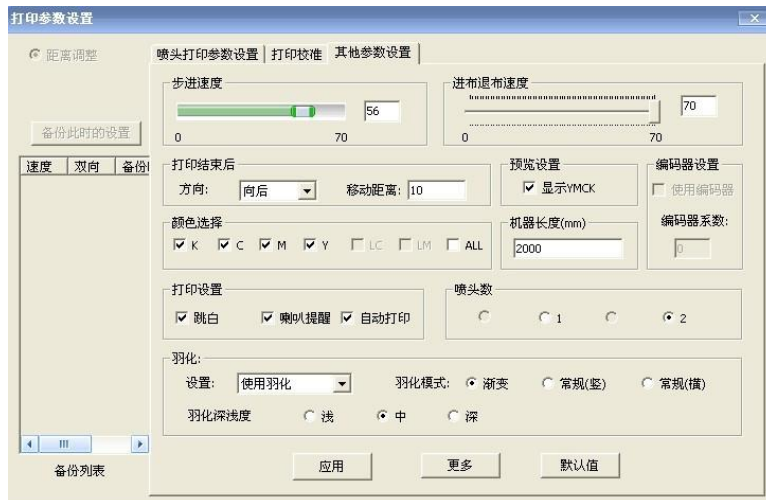 打印参数设置
距离调整
喷头打印参数设置 打印校准 其他参数设置
步进速度
56
0 70
进布退布速度
70
0 70
备份此时的设置
速度 双向 备份
打印结束后
方向: 向后 移动距离: 10
预览设置
显示YMCK
编码器设置
使用编码器
编码器系数:
0
颜色选择
K C M Y LC LM ALL
机器长度(mm)
2000
打印设置
跳白 喇叭提醒 自动打印
喷头数
1 2
羽化:
设置: 使用羽化 羽化模式: 渐变 常规(竖) 常规(横)
羽化深浅度 浅 中 深
备份列表
应用 更多 默认值